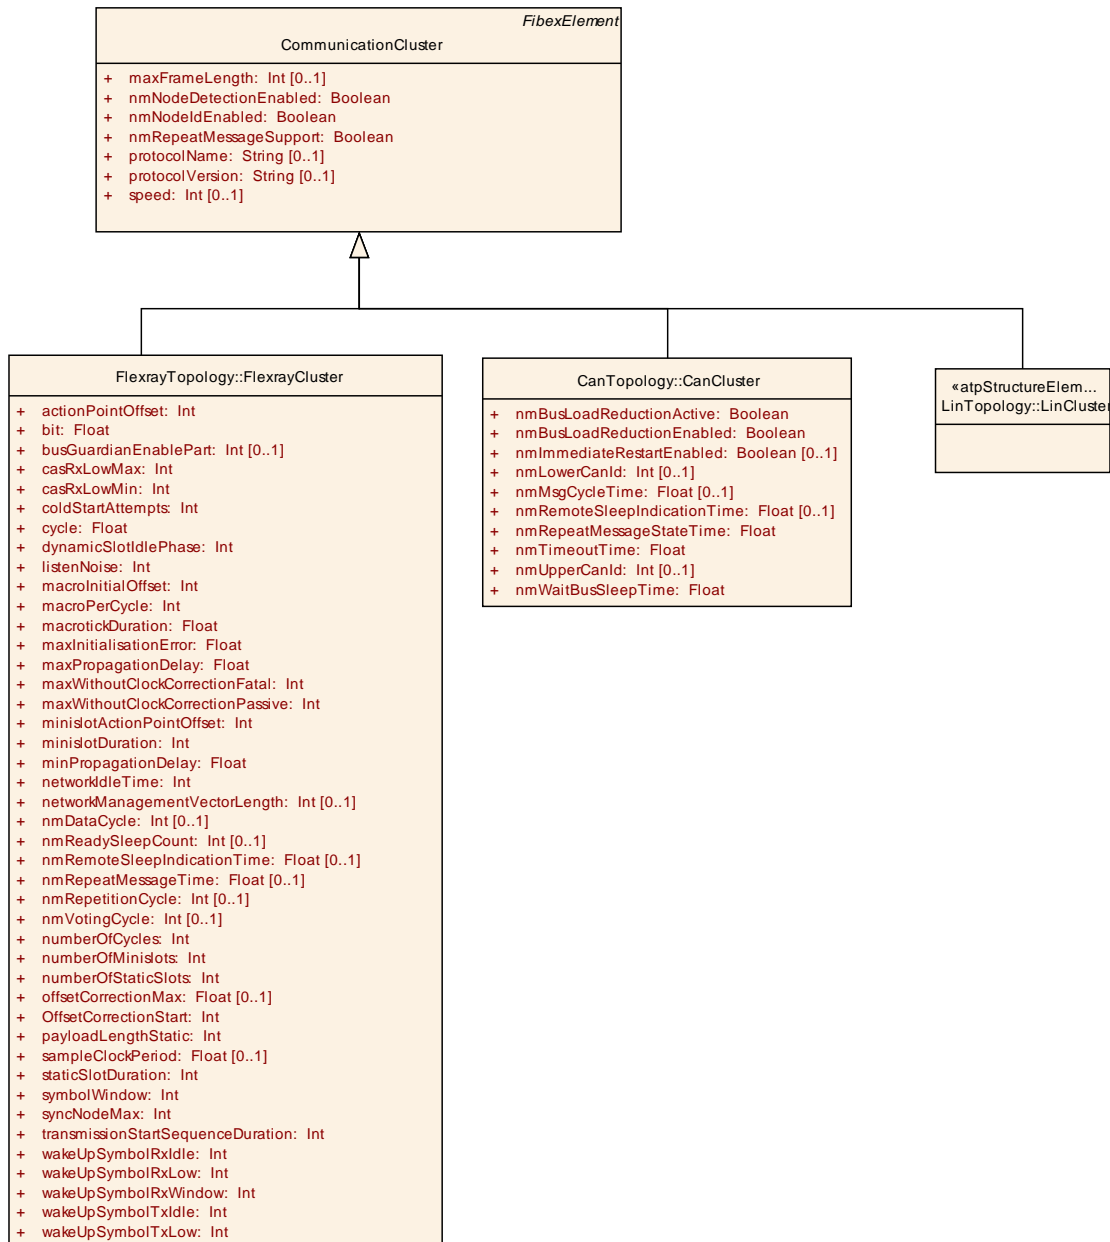 FibexElement
CommunicationCluster
+ maxFrameLength: Int [0..1]
+ nmNodeDetectionEnabled: Boolean
+ nmNodeIdEnabled: Boolean
+ nmRepeatMessageSupport: Boolean
+ protocolName: String [0..1]
+ protocolVersion: String [0..1]
+ speed: Int [0..1]
FlexrayTopology::FlexrayCluster
+ actionPointOffset: Int
+ bit: Float
+ busGuardianEnablePart: Int [0..1]
+ casRxLowMax: Int
+ casRxLowMin: Int
+ coldStartAttempts: Int
+ cycle: Float
+ dynamicSlotIdlePhase: Int
+ listenNoise: Int
+ macroInitialOffset: Int
+ macroPerCycle: Int
+ macrotickDuration: Float
+ maxInitialisationError: Float
+ maxPropagationDelay: Float
+ maxWithoutClockCorrectionFatal: Int
+ maxWithoutClockCorrectionPassive: Int
+ minislotActionPointOffset: Int
+ minislotDuration: Int
+ minPropagationDelay: Float
+ networkIdleTime: Int
+ networkManagementVectorLength: Int [0..1]
+ nmDataCycle: Int [0..1]
+ nmReadySleepCount: Int [0..1]
+ nmRemoteSleepIndicationTime: Float [0..1]
+ nmRepeatMessageTime: Float [0..1]
+ nmRepetitionCycle: Int [0..1]
+ nmVotingCycle: Int [0..1]
+ numberOfCycles: Int
+ numberOfMinislots: Int
+ numberOfStaticSlots: Int
+ offsetCorrectionMax: Float [0..1]
+ OffsetCorrectionStart: Int
+ payloadLengthStatic: Int
+ sampleClockPeriod: Float [0..1]
+ staticSlotDuration: Int
+ symbolWindow: Int
+ syncNodeMax: Int
+ transmissionStartSequenceDuration: Int
+ wakeUpSymbolRxIdle: Int
+ wakeUpSymbolRxLow: Int
+ wakeUpSymbolRxWindow: Int
+ wakeUpSymbolTxIdle: Int
+ wakeUpSymbolTxLow: Int
CanTopology::CanCluster
+ nmBusLoadReductionActive: Boolean
+ nmBusLoadReductionEnabled: Boolean
+ nmImmediateRestartEnabled: Boolean [0..1]
+ nmLowerCanId: Int [0..1]
+ nmMsgCycleTime: Float [0..1]
+ nmRemoteSleepIndicationTime: Float [0..1]
+ nmRepeatMessageStateTime: Float
+ nmTimeoutTime: Float
+ nmUpperCanId: Int [0..1]
+ nmWaitBusSleepTime: Float
«atpStructureElem...
LinTopology::LinCluster